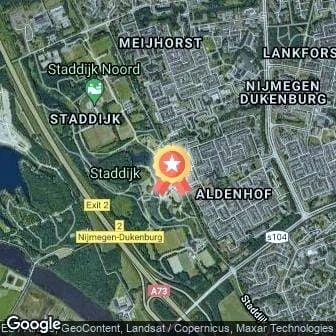 MEIJHORST
LANKFORS
Staddijk Noord
NIJMEGEN
DUKENBURG
STADDIJK
Staddijk
ALDENHOF
Exit 2
2
Nijmegen-Dukenburg
s104
A73
Staddijk
Google
GeoContent, Landsat / Copernicus, Maxar Technologies